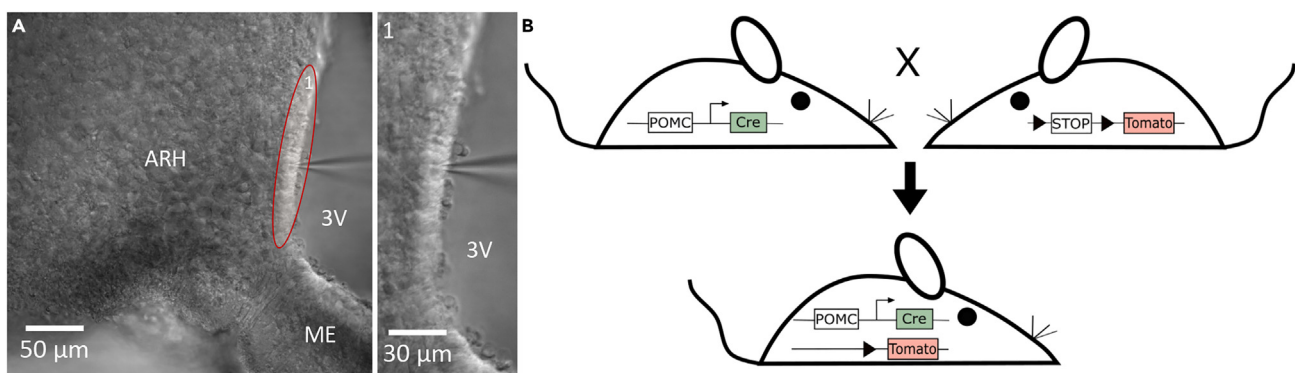 A
1
ARH
3V
ME
50 μm
1
3V
30 μm
B
X
POMC
Cre
STOP
Tomato
POMC
Cre
Tomato